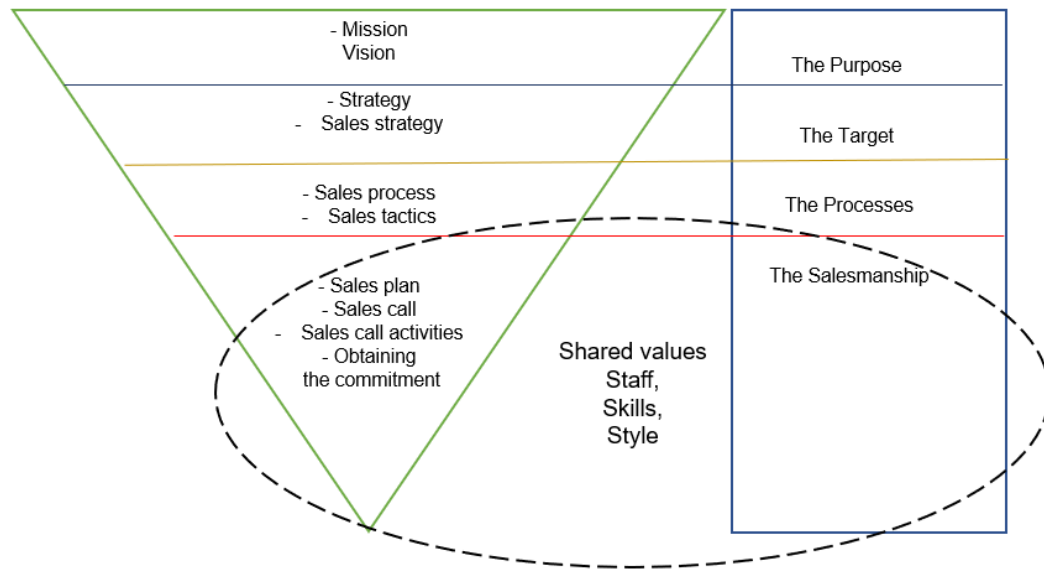 - Mission
Vision
The Purpose
- Strategy
- Sales strategy
The Target
- Sales process
- Sales tactics
The Processes
- Sales plan
- Sales call
- Sales call activities
- Obtaining
the commitment
The Salesmanship
Shared values
Staff,
Skills,
Style